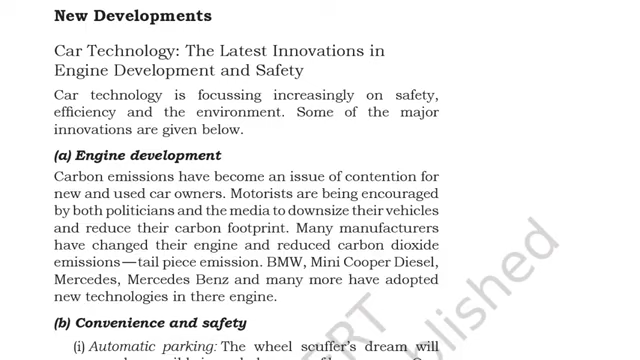 New Developments
Car Technology: The Latest Innovations in
Engine Development and Safety
Car technology is focussing increasingly on safety,
efficiency and the environment. Some of the major
innovations are given below.
(a) Engine development
Carbon emissions have become an issue of contention for
new and used car owners. Motorists are being encouraged
by both politicians and the media to downsize their vehicles
and reduce their carbon footprint. Many manufacturers
have changed their engine and reduced carbon dioxide
emissions—tail piece emission. BMW, Mini Cooper Diesel,
Mercedes, Mercedes Benz and many more have adopted
new technologies in there engine.
(b) Convenience and safety
(i) Automatic parking: The wheel scuffer's dream will